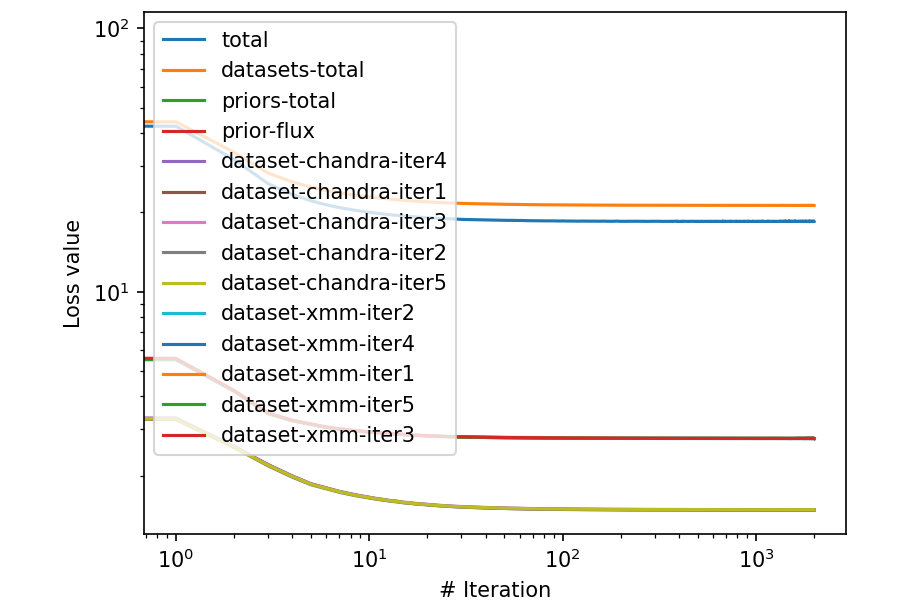 10²
total
datasets-total
priors-total
prior-flux
dataset-chandra-iter4
dataset-chandra-iter1
dataset-chandra-iter3
dataset-chandra-iter2
dataset-chandra-iter5
dataset-xmm-iter2
dataset-xmm-iter4
dataset-xmm-iter1
dataset-xmm-iter5
dataset-xmm-iter3
Loss value
10¹
10⁰
10¹
10²
10³
# Iteration